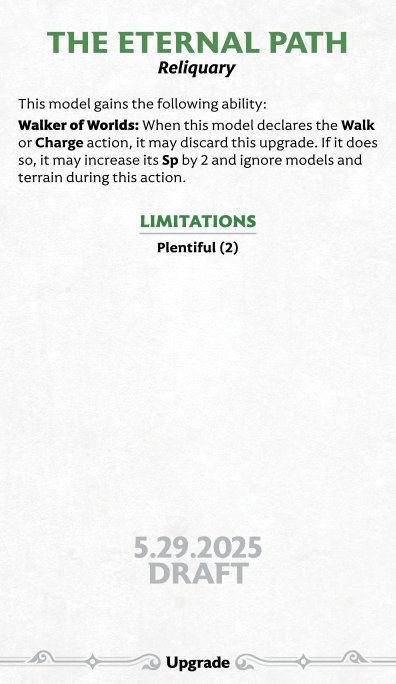 THE ETERNAL PATH
Reliquary
This model gains the following ability:
Walker of Worlds: When this model declares the Walk
or Charge action, it may discard this upgrade. If it does
so, it may increase its Sp by 2 and ignore models and
terrain during this action.
LIMITATIONS
Plentiful (2)
5.29.2025
DRAFT
Upgrade